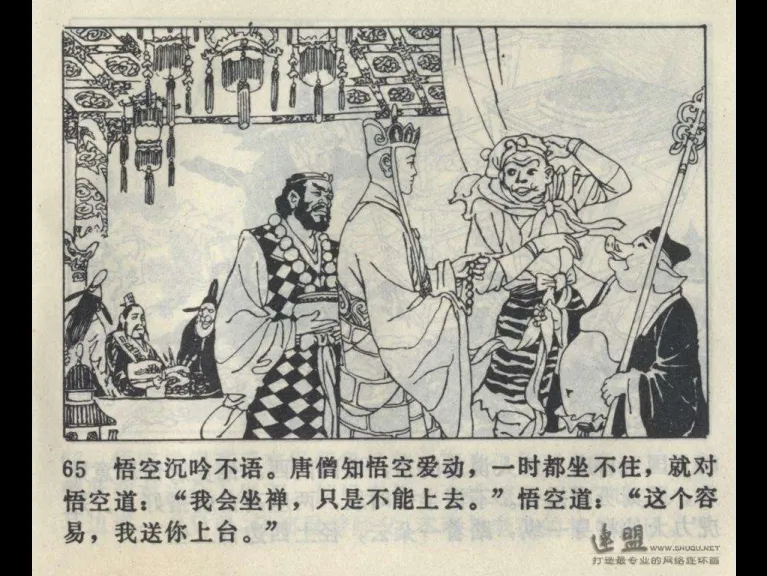 65 悟空沉吟不语。唐僧知悟空爱动，一时都坐不住，就对
悟空道：“我会坐禅，只是不能上去。”悟空道：“这个容
易，我送你上台。”
连盟 WWW.SHUQU.NET
打造最专业的网络连环画